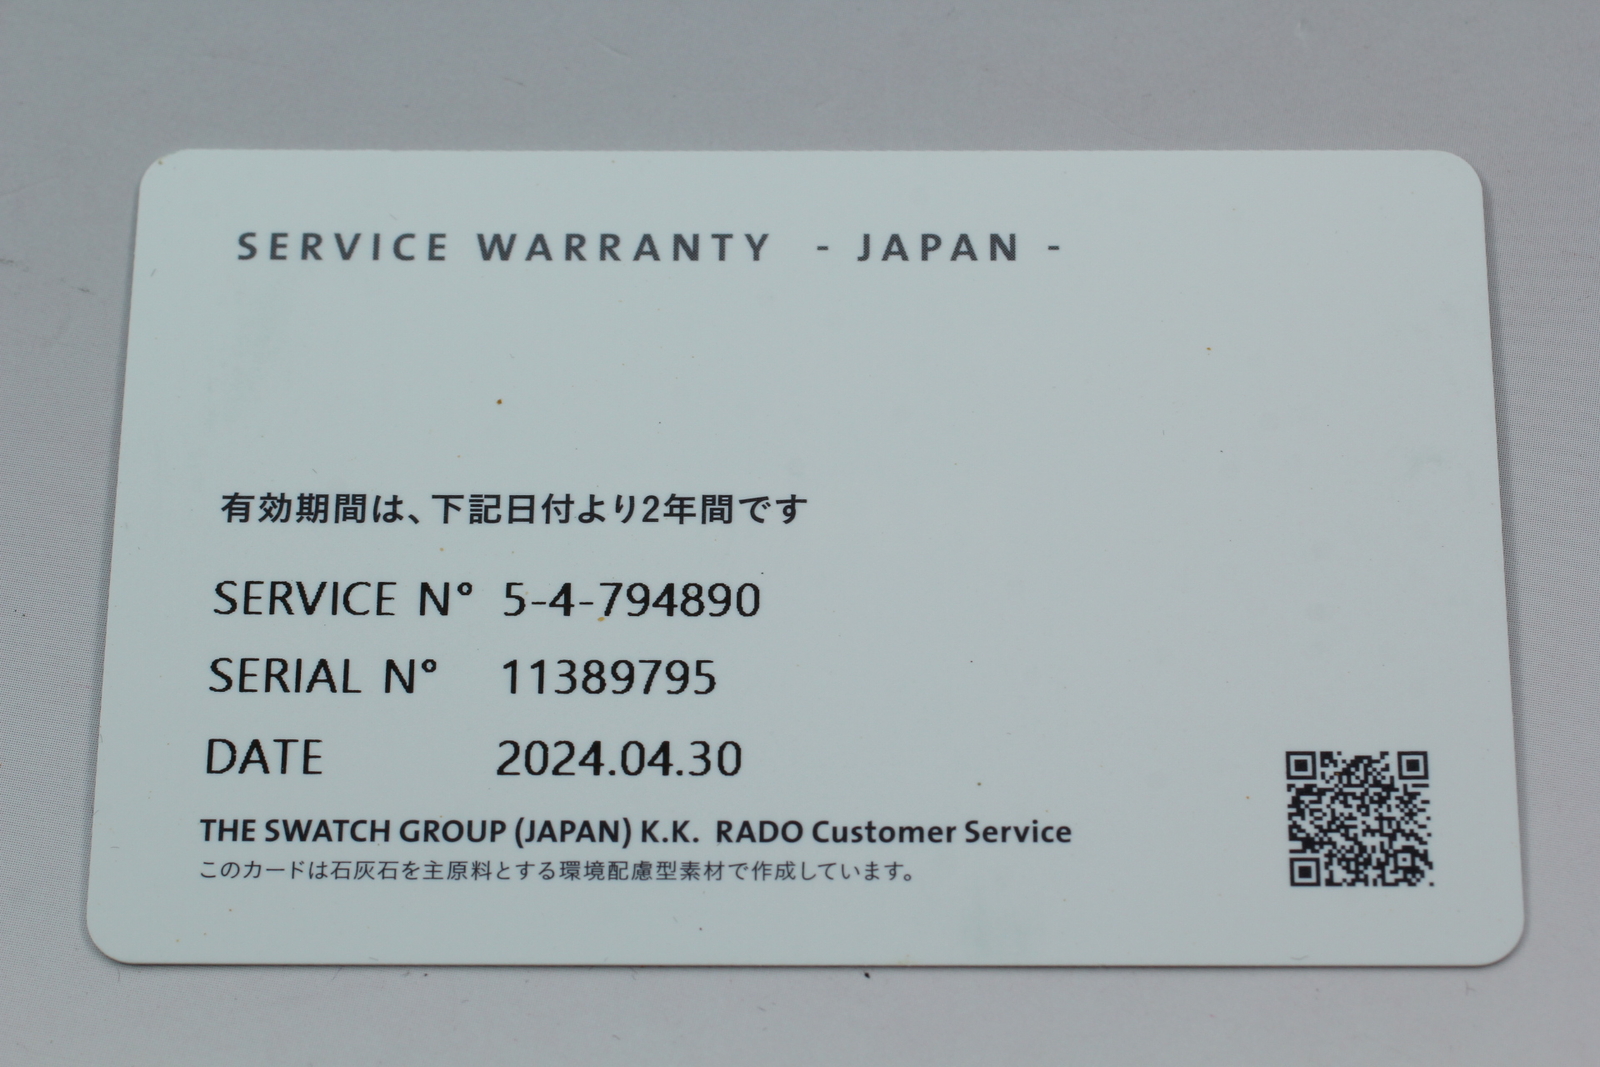 SERVICE WARRANTY - JAPAN -
有効期間は、下記日付より2年間です
SERVICE N° 5-4-794890
SERIAL N° 11389795
DATE 2024.04.30
THE SWATCH GROUP (JAPAN) K.K. RADO Customer Service
このカードは石灰石を主原料とする環境配慮型素材で作成しています。